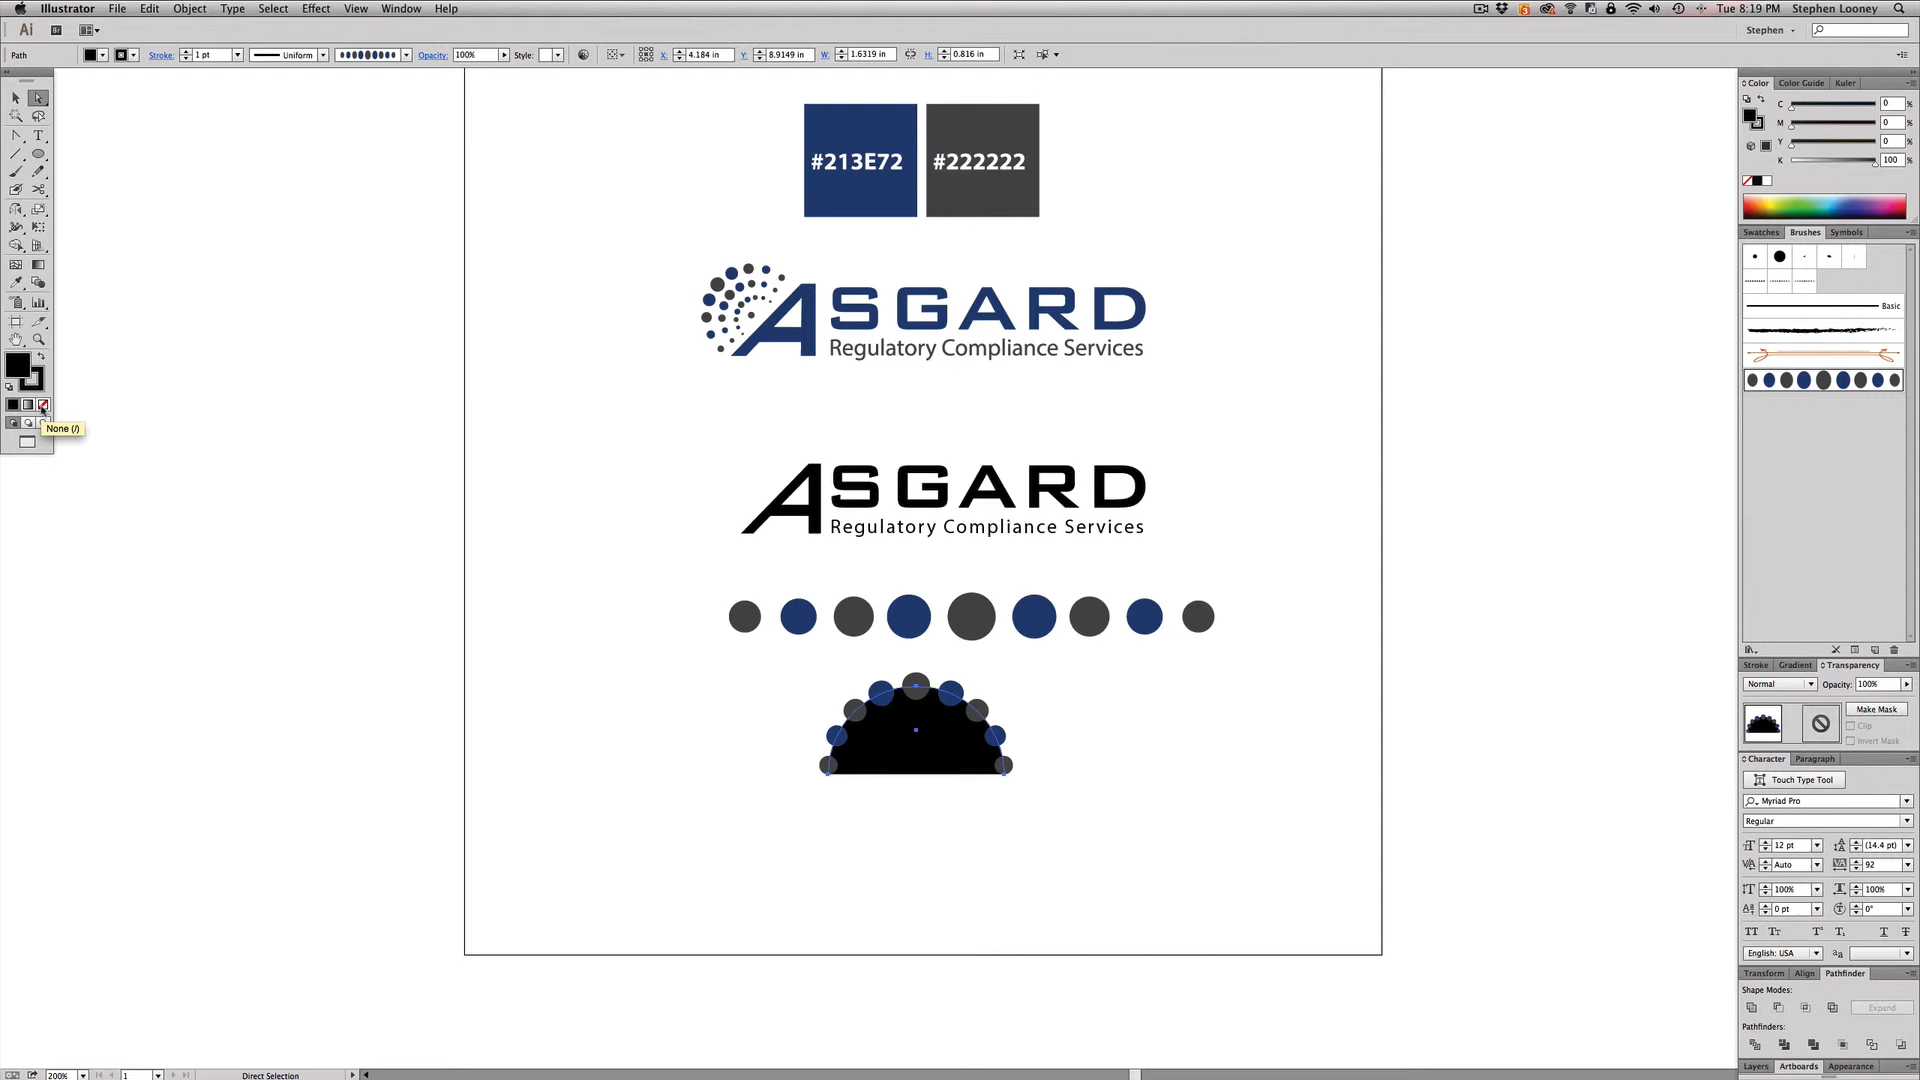 Illustrator File Edit Object Type Select Effect View Window Help
Tue 8:19 PM Stephen Looney
Ai Br
Stephen
Path Stroke: 1 pt Uniform Opacity: 100% Style: X: 4.184 in Y: 8.9149 in W: 1.6319 in H: 0.816 in
Color Color Guide Kuler
C 0 %
M 0 %
Y 0 %
K 100 %
#213E72 #222222
Swatches Brushes Symbols
Basic
ASGARD
Regulatory Compliance Services
None (/)
ASGARD
Regulatory Compliance Services
Stroke Gradient Transparency
Normal Opacity: 100%
Make Mask
Clip
Invert Mask
Character Paragraph
Touch Type Tool
Myriad Pro
Regular
12 pt (14.4 pt)
Auto 92
100% 100%
0 pt 0°
English: USA
Transform Align Pathfinder
Shape Modes:
Expand
Pathfinders:
Layers Artboards Appearance
200% 1 Direct Selection